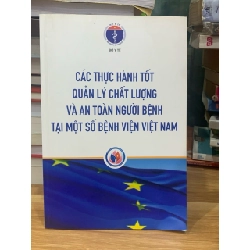 BỘ Y TẾ
CÁC THỰC HÀNH TỐT
QUẢN LÝ CHẤT LƯỢNG
VÀ AN TOÀN NGƯỜI BỆNH
TẠI MỘT SỐ BỆNH VIỆN VIỆT NAM